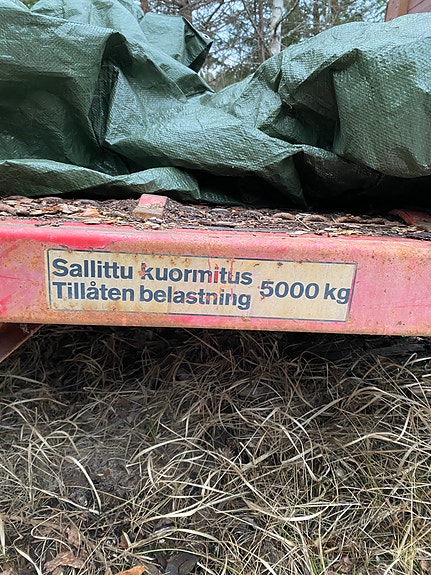 Sallittu kuormitus 5000 kg
Tillåten belastning